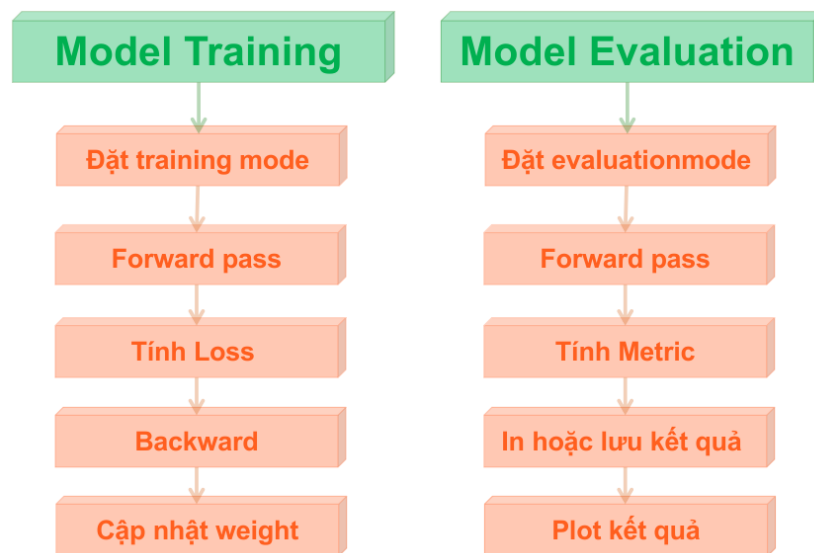 Model Training
Đặt training mode
Forward pass
Tính Loss
Backward
Cập nhật weight
Model Evaluation
Đặt evaluationmode
Forward pass
Tính Metric
In hoặc lưu kết quả
Plot kết quả